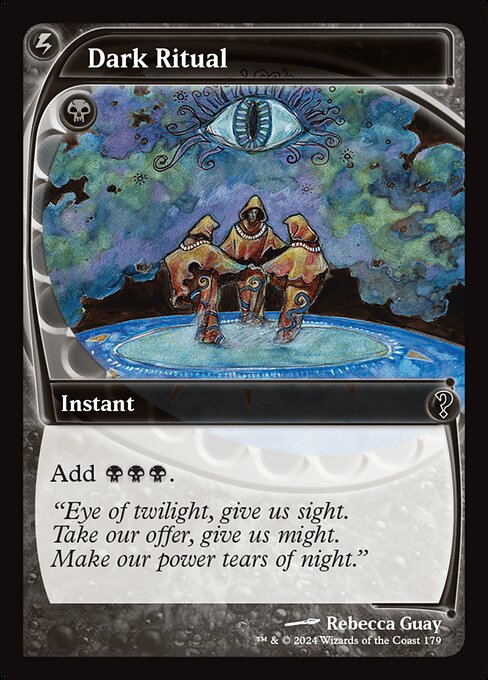 Dark Ritual
Instant
Add.
“Eye of twilight, give us sight.
Take our offer, give us might.
Make our power tears of night.”
Rebecca Guay
™ & © 2024 Wizards of the Coast 179